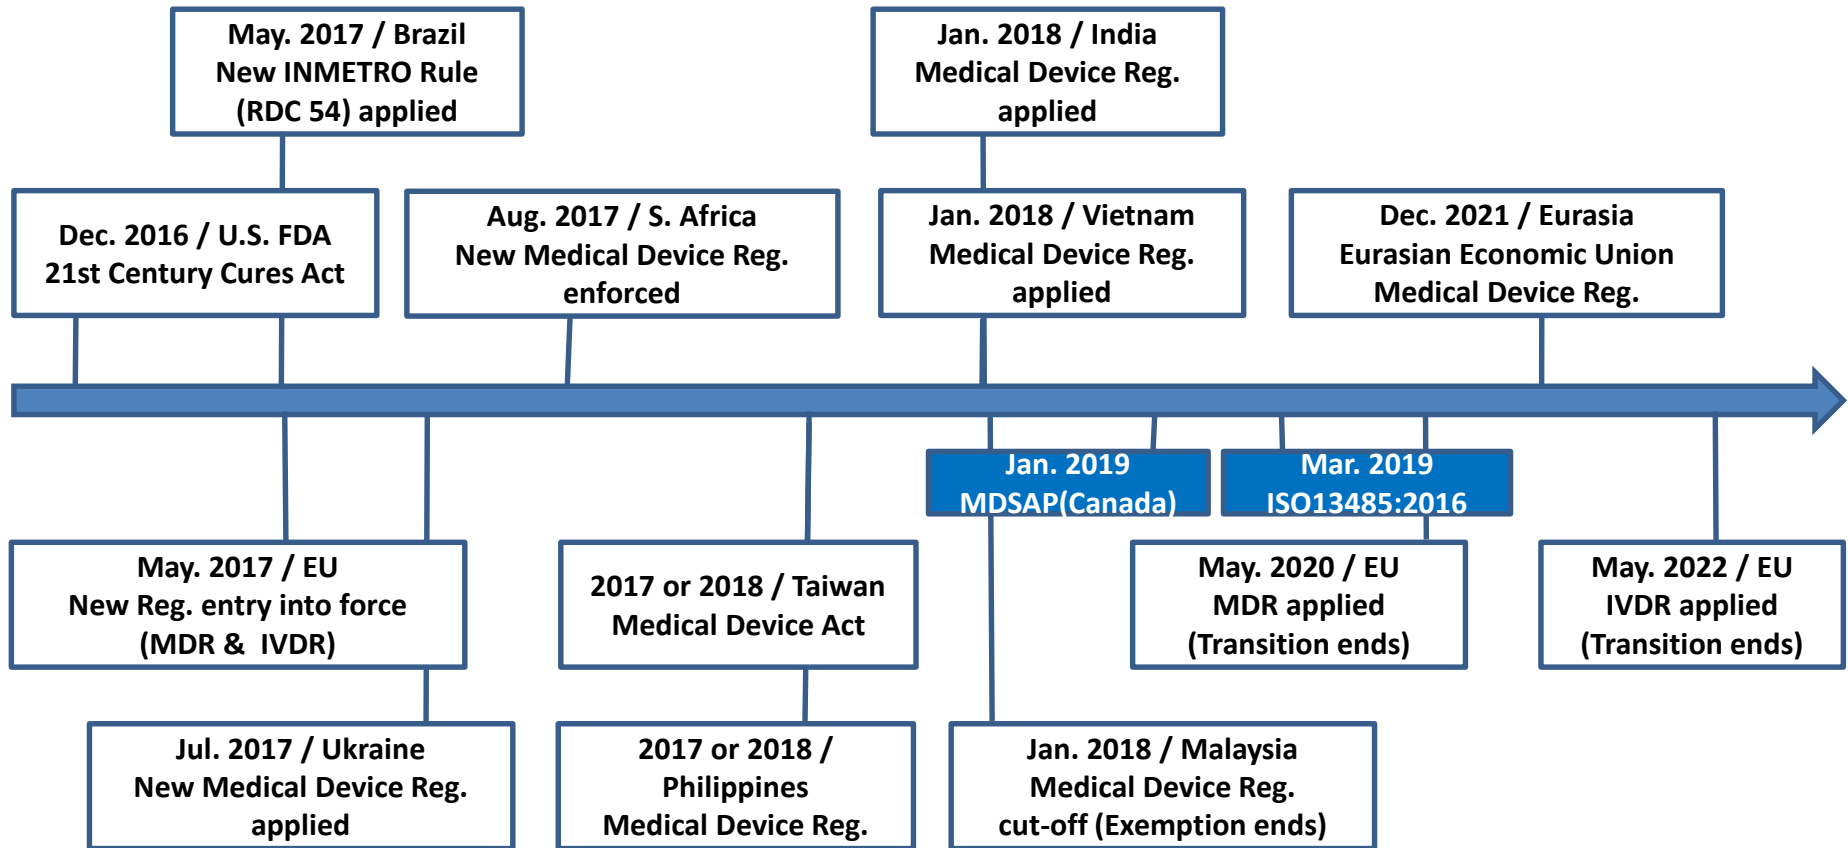 May. 2017 / Brazil
New INMETRO Rule
(RDC 54) applied
Jan. 2018 / India
Medical Device Reg.
applied
Dec. 2016 / U.S. FDA
21st Century Cures Act
Aug. 2017 / S. Africa
New Medical Device Reg.
enforced
Jan. 2018 / Vietnam
Medical Device Reg.
applied
Dec. 2021 / Eurasia
Eurasian Economic Union
Medical Device Reg.
Jan. 2019
MDSAP(Canada)
Mar. 2019
ISO13485:2016
May. 2017 / EU
New Reg. entry into force
(MDR &  IVDR)
2017 or 2018 / Taiwan
Medical Device Act
May. 2020 / EU
MDR applied
(Transition ends)
May. 2022 / EU
IVDR applied
(Transition ends)
Jul. 2017 / Ukraine
New Medical Device Reg.
applied
2017 or 2018 /
Philippines
Medical Device Reg.
Jan. 2018 / Malaysia
Medical Device Reg.
cut-off (Exemption ends)